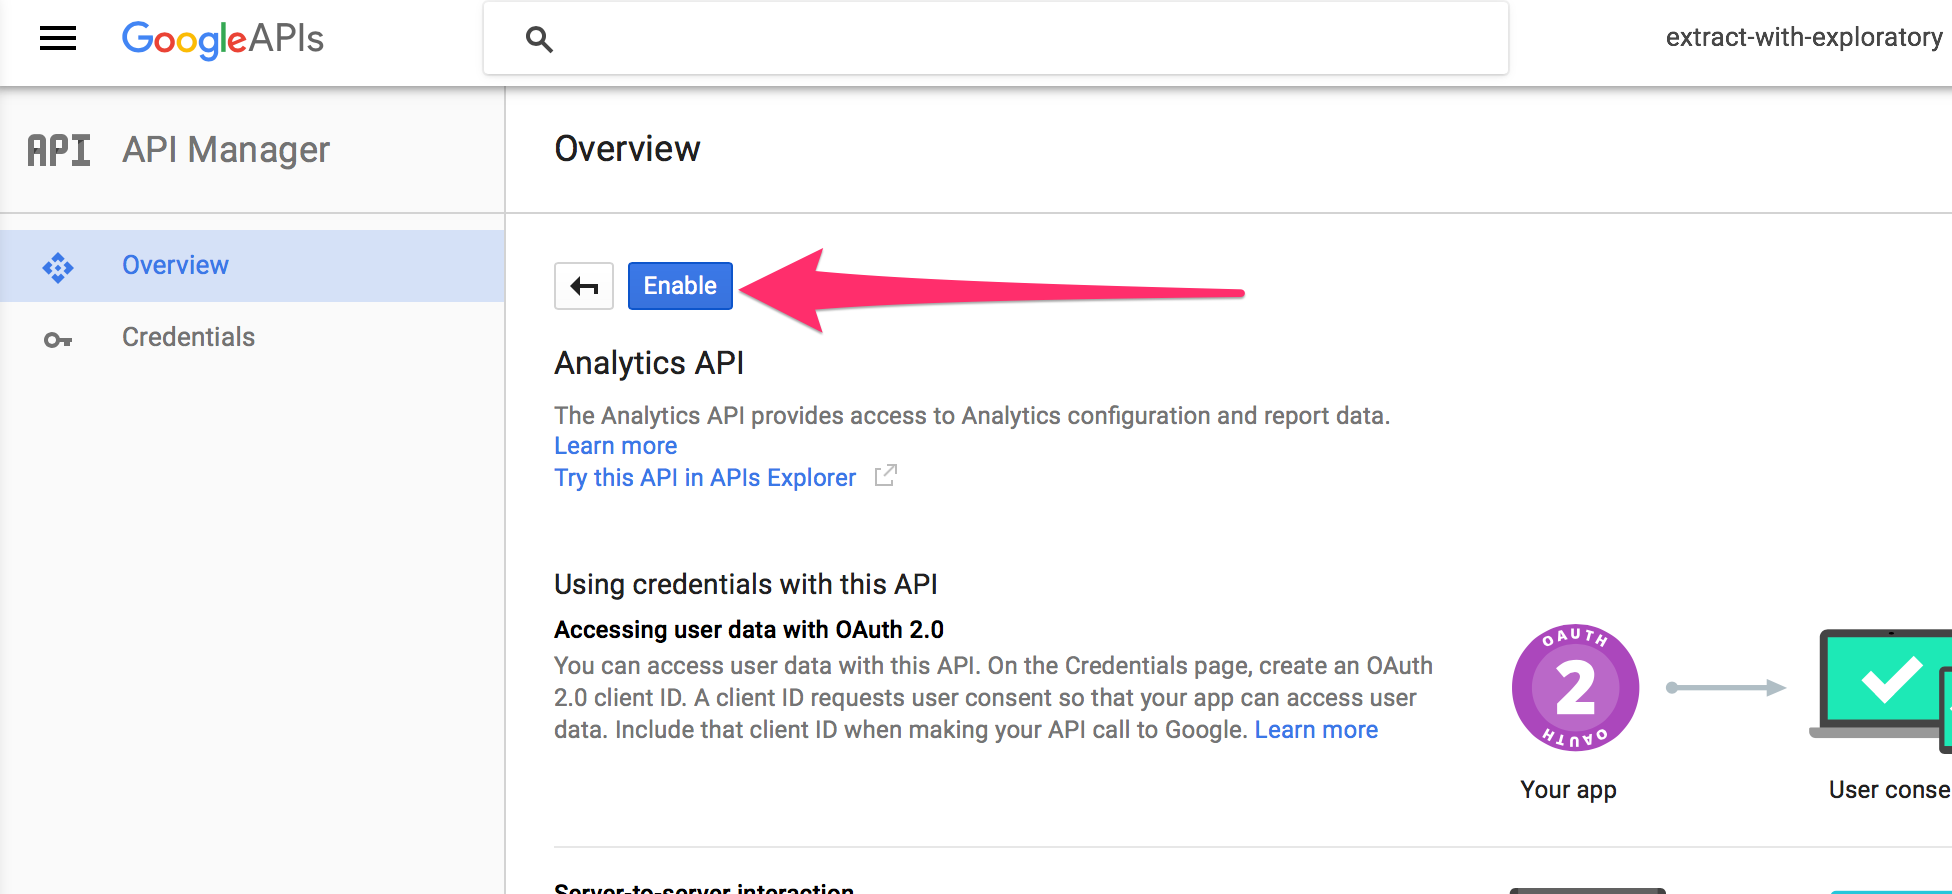 GoogleAPIs
extract-with-exploratory
API API Manager
Overview
Overview
Credentials
Enable
Analytics API
The Analytics API provides access to Analytics configuration and report data.
Learn more
Try this API in APIs Explorer
Using credentials with this API
Accessing user data with OAuth 2.0
You can access user data with this API. On the Credentials page, create an OAuth
2.0 client ID. A client ID requests user consent so that your app can access user
data. Include that client ID when making your API call to Google. Learn more
OAUTH
2
OAUTH
Your app
User conse
Server-to-server interaction